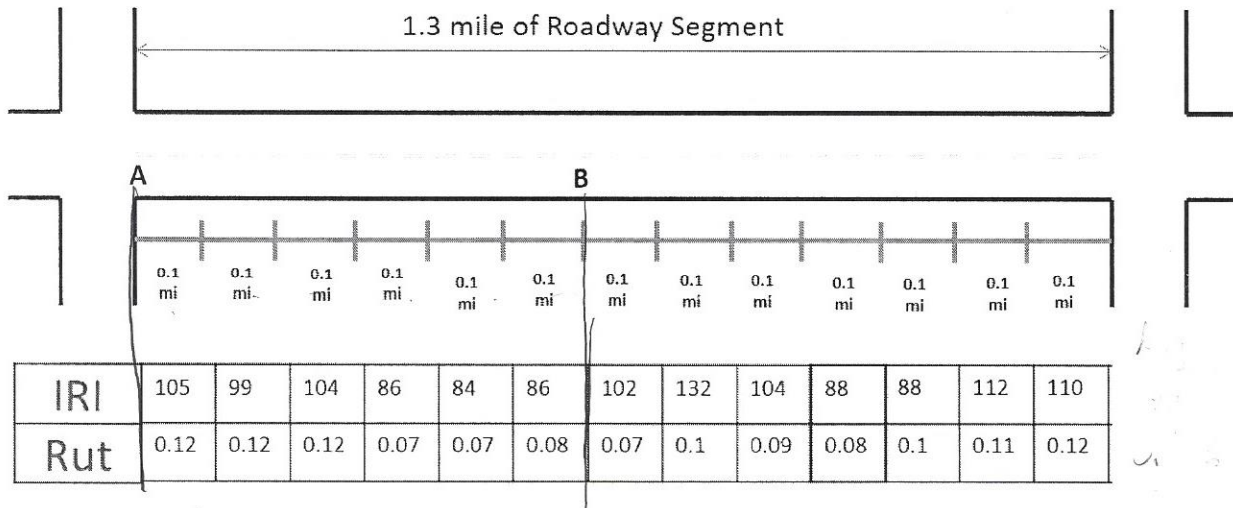 1.3 mile of Roadway Segment
A B
0.1 0.1 0.1 0.1 0.1 0.1 0.1 0.1 0.1 0.1 0.1 0.1 0.1
mi mi mi mi mi mi mi mi mi mi mi mi mi
IRI 105 99 104 86 84 86 102 132 104 88 88 112 110
Rut 0.12 0.12 0.12 0.07 0.07 0.08 0.07 0.1 0.09 0.08 0.1 0.11 0.12